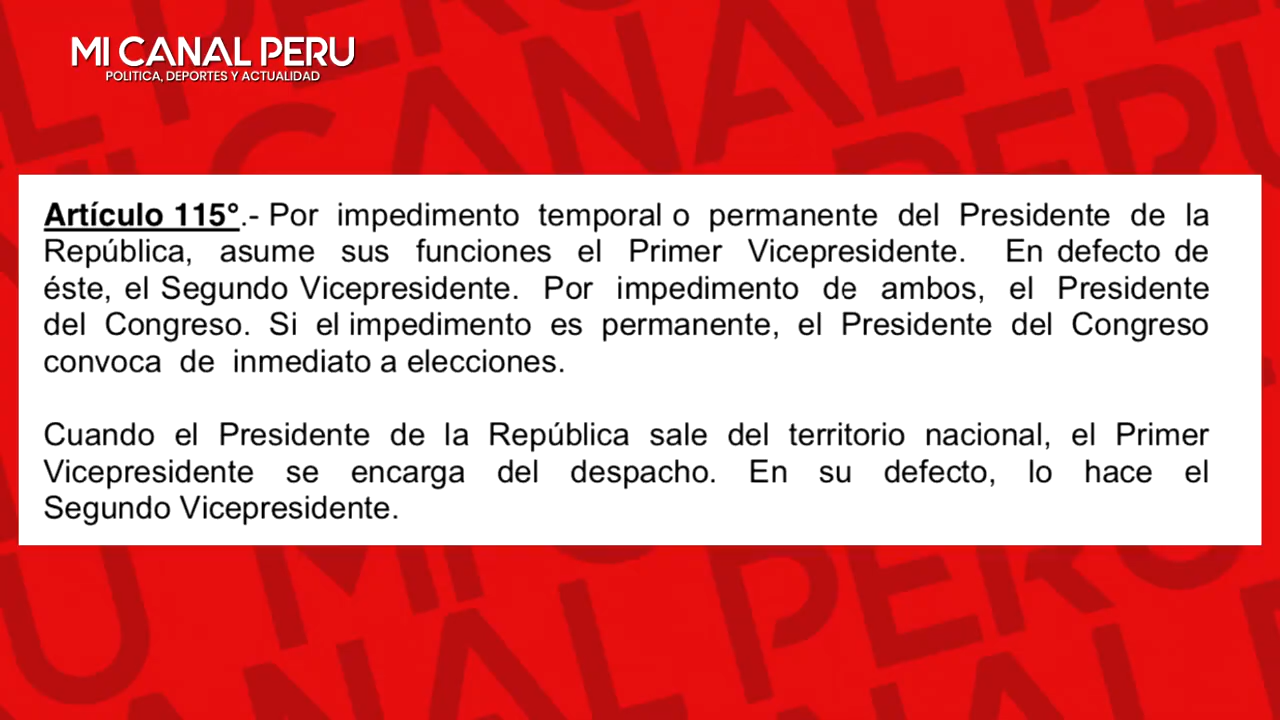 MI CANAL PERU
POLITICA, DEPORTES Y ACTUALIDAD
Artículo 115°.- Por impedimento temporal o permanente del Presidente de la
República, asume sus funciones el Primer Vicepresidente. En defecto de
éste, el Segundo Vicepresidente. Por impedimento de ambos, el Presidente
del Congreso. Si el impedimento es permanente, el Presidente del Congreso
convoca de inmediato a elecciones.
Cuando el Presidente de la República sale del territorio nacional, el Primer
Vicepresidente se encarga del despacho. En su defecto, lo hace el
Segundo Vicepresidente.